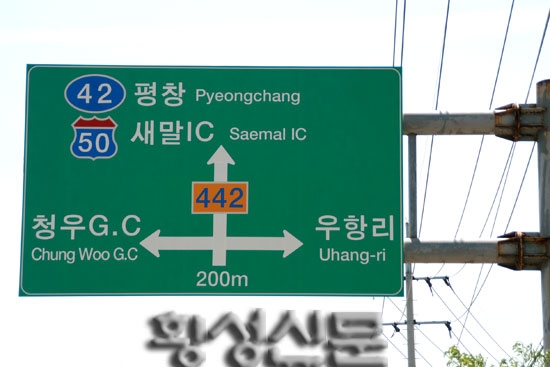 42 평창 Pyeongchang
50 새말IC Saemal IC
442
청우G.C
Chung Woo G.C
우항리
Uhang-ri
200m
횡성신문